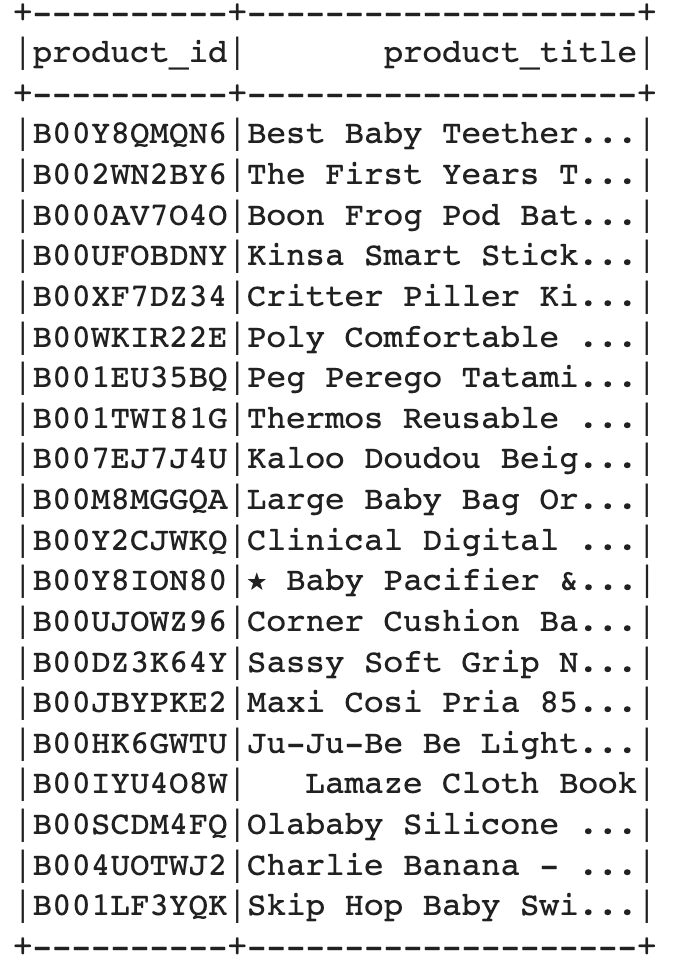 +----------+--------------------+
|product_id|       product_title|
+----------+--------------------+
|B00Y8QMQN6|Best Baby Teether...|
|B002WN2BY6|The First Years T...|
|B000AV7O4O|Boon Frog Pod Bat...|
|B00UFOBDNY|Kinsa Smart Stick...|
|B00XF7DZ34|Critter Piller Ki...|
|B00WKIR22E|Poly Comfortable ...|
|B001EU35BQ|Peg Perego Tatami...|
|B001TWI81G|Thermos Reusable ...|
|B007EJ7J4U|Kaloo Doudou Beig...|
|B00M8MGGQA|Large Baby Bag Or...|
|B00Y2CJWKQ|Clinical Digital ...|
|B00Y8ION80|★ Baby Pacifier &...|
|B00UJOWZ96|Corner Cushion Ba...|
|B00DZ3K64Y|Sassy Soft Grip N...|
|B00JBYPKE2|Maxi Cosi Pria 85...|
|B00HK6GWTU|Ju-Ju-Be Be Light...|
|B00IYU4O8W|   Lamaze Cloth Book|
|B00SCDM4FQ|Olababy Silicone ...|
|B004UOTWJ2|Charlie Banana - ...|
|B001LF3YQK|Skip Hop Baby Swi...|
+----------+--------------------+